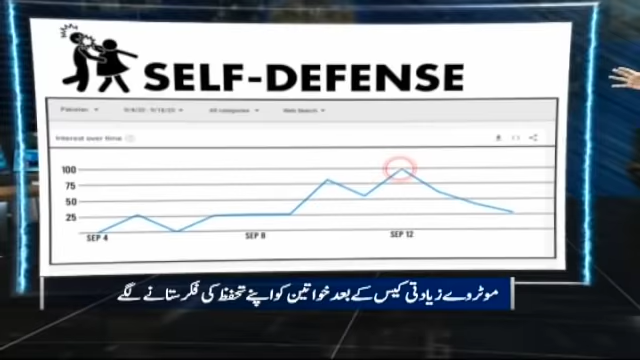 SELF-DEFENSE
Pakistan
All categories
Web Search
Interest over time
100
75
50
25
SEP 4
SEP 8
SEP 12
موٹروے زیادتی کیس کے بعد خواتین کو اپنے تحفظ کی فکر ستانے لگے